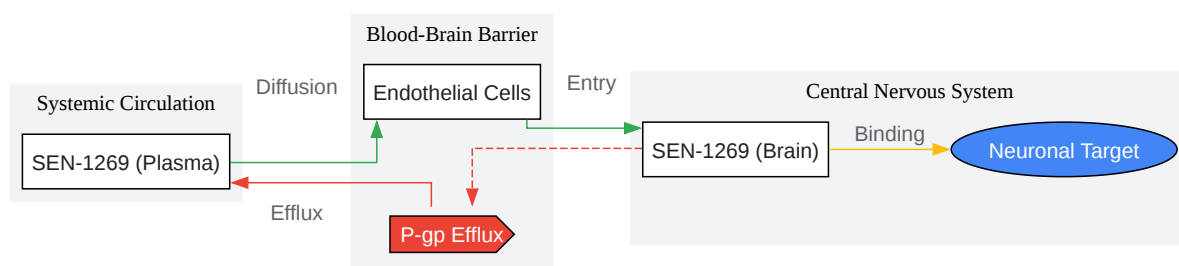 Blood-Brain Barrier
Systemic Circulation
Diffusion
Endothelial Cells
Entry
Central Nervous System
SEN-1269 (Plasma)
SEN-1269 (Brain)
Binding
Neuronal Target
Efflux
P-gp Efflux